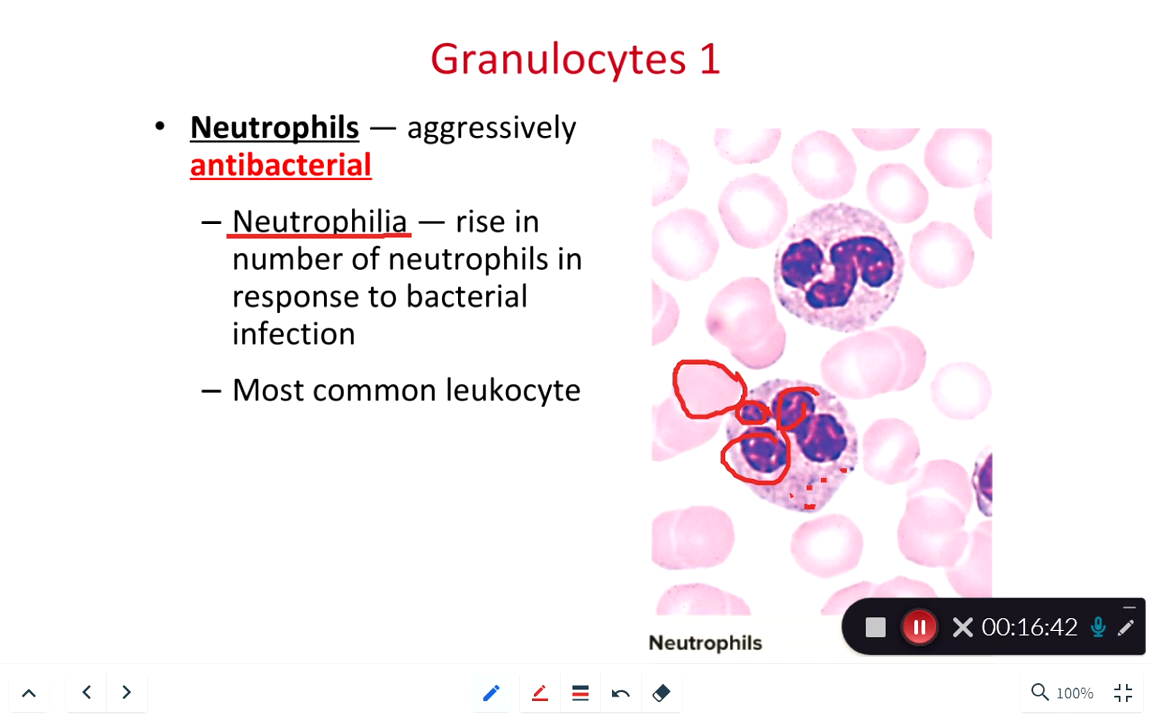 Granulocytes 1
• Neutrophils — aggressively
antibacterial
– Neutrophilia — rise in
number of neutrophils in
response to bacterial
infection
– Most common leukocyte
Neutrophils
00:16:42
100%